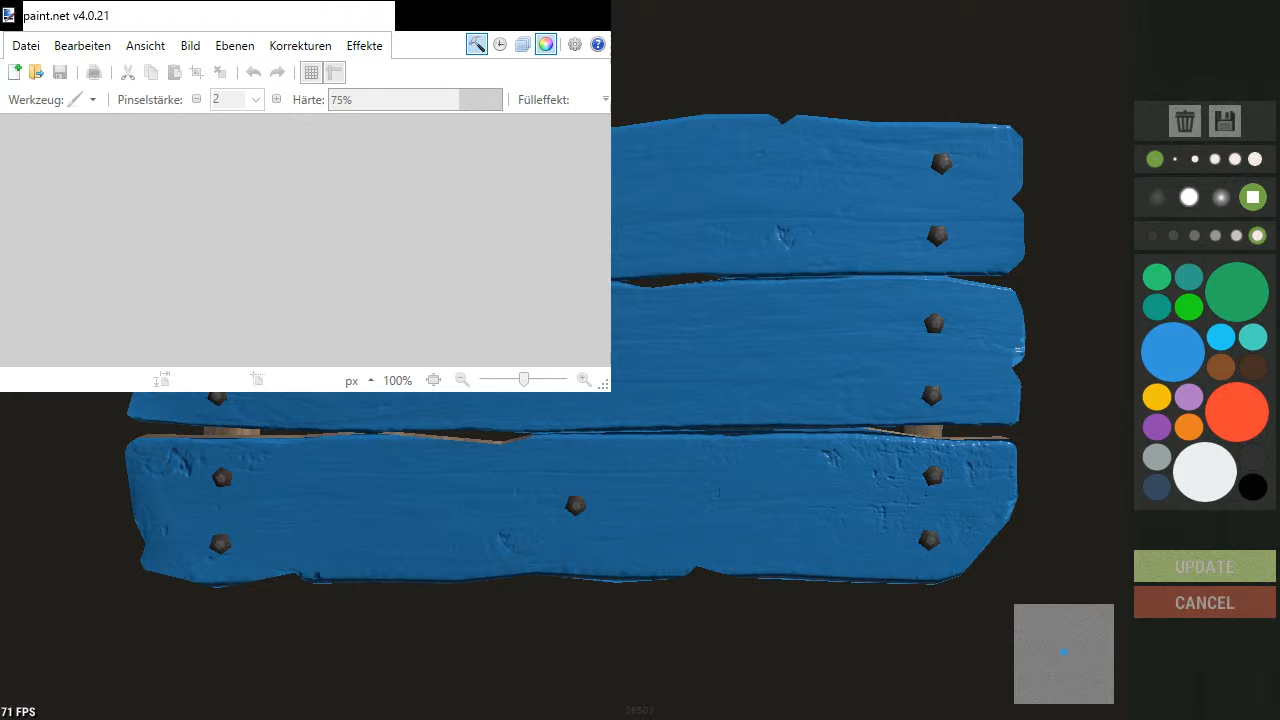 paint.net v4.0.21
Datei Bearbeiten Ansicht Bild Ebenen Korrekturen Effekte
Werkzeug: Pinselstärke: 2 Härte: 75% Fülleffekt:
px 100%
UPDATE
CANCEL
71 FPS
26503